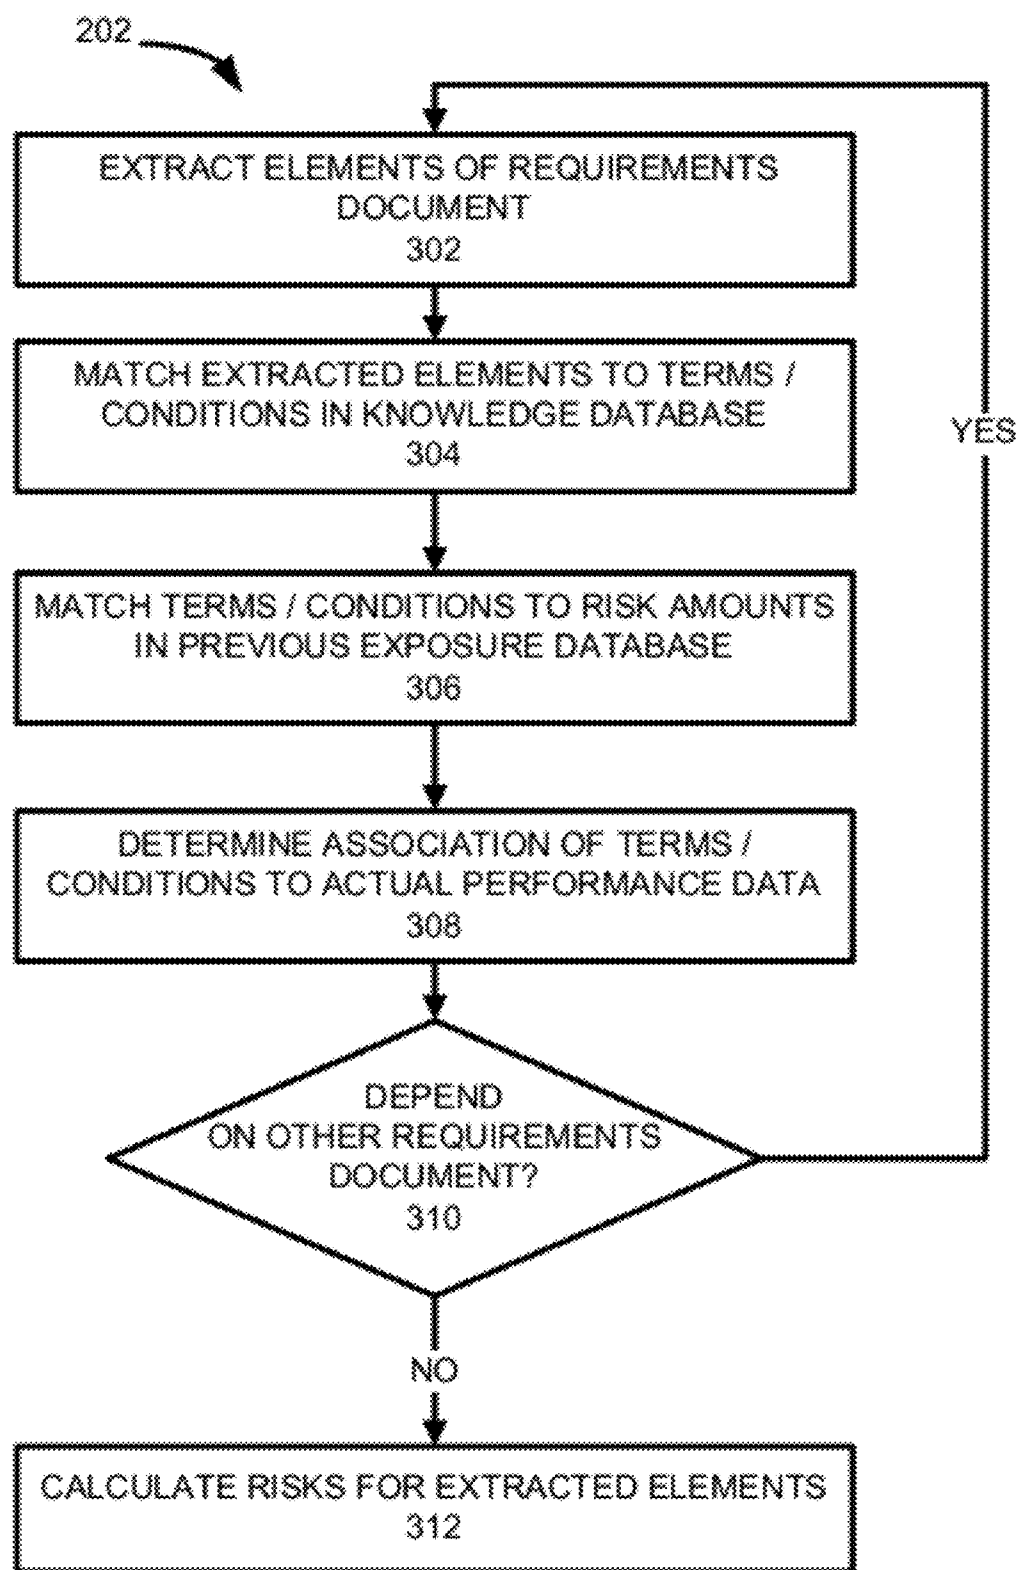 202
EXTRACT ELEMENTS OF REQUIREMENTS
DOCUMENT
302
MATCH EXTRACTED ELEMENTS TO TERMS /
CONDITIONS IN KNOWLEDGE DATABASE
304
YES
MATCH TERMS / CONDITIONS TO RISK AMOUNTS
IN PREVIOUS EXPOSURE DATABASE
306
DETERMINE ASSOCIATION OF TERMS /
CONDITIONS TO ACTUAL PERFORMANCE DATA
308
DEPEND
ON OTHER REQUIREMENTS
DOCUMENT?
310
NO
CALCULATE RISKS FOR EXTRACTED ELEMENTS
312